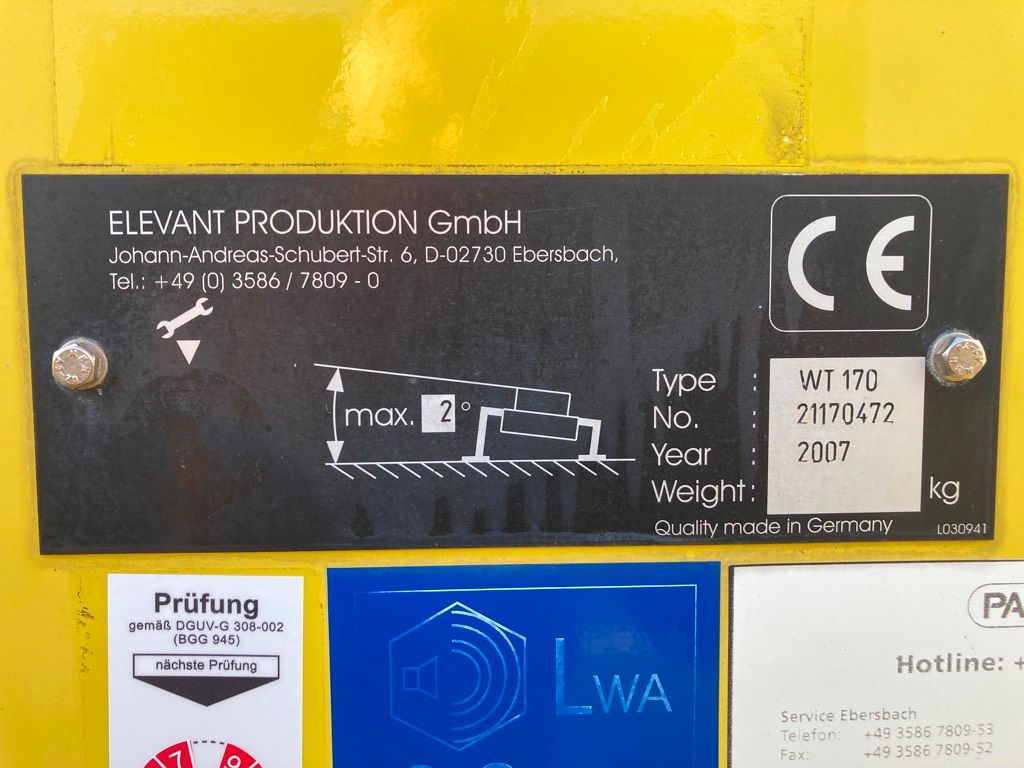 ELEVANT PRODUKTION GmbH
Johann-Andreas-Schubert-Str. 6, D-02730 Ebersbach,
Tel.: +49 (0) 3586 / 7809 - 0
CE
max. 2°
Type : WT 170
No. : 21170472
Year : 2007
Weight: kg
Quality made in Germany
L030941
Prüfung
gemäß DGUV-G 308-002
(BGG 945)
nächste Prüfung
7
LWA
PA
Hotline: +
Service Ebersbach
Telefon: +49 3586 7809-53
Fax: +49 3586 7809-52